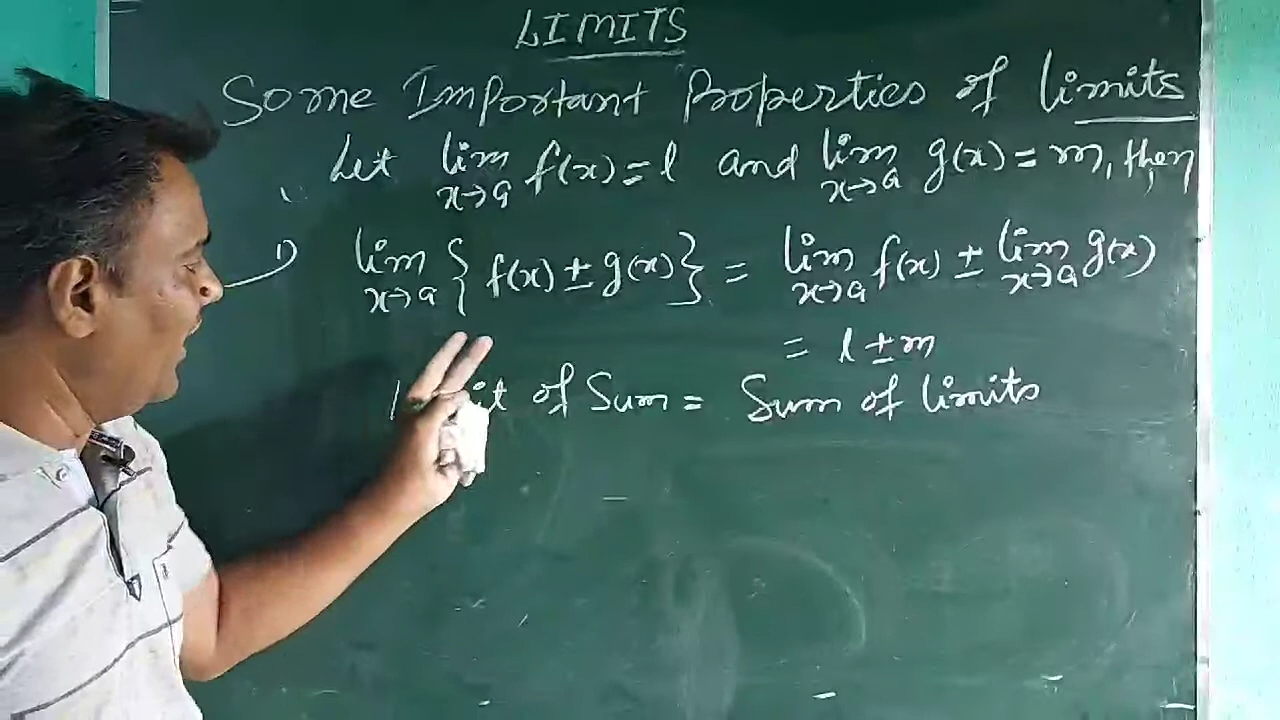 LIMITS
Some Important Properties of limits
Let lim x→a f(x) = l and lim x→a g(x) = m, then
1) lim x→a { f(x) ± g(x) } = lim x→a f(x) ± lim x→a g(x)
= l ± m
of Sum = Sum of limits